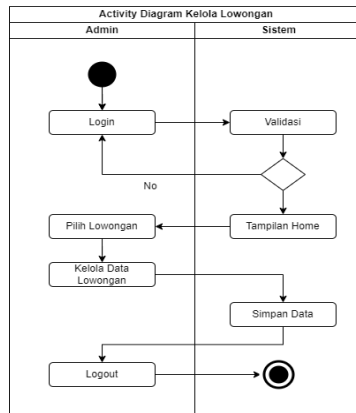 Activity Diagram Kelola Lowongan
Admin
Sistem
Login
Validasi
No
Pilih Lowongan
Tampilan Home
Kelola Data
Lowongan
Simpan Data
Logout